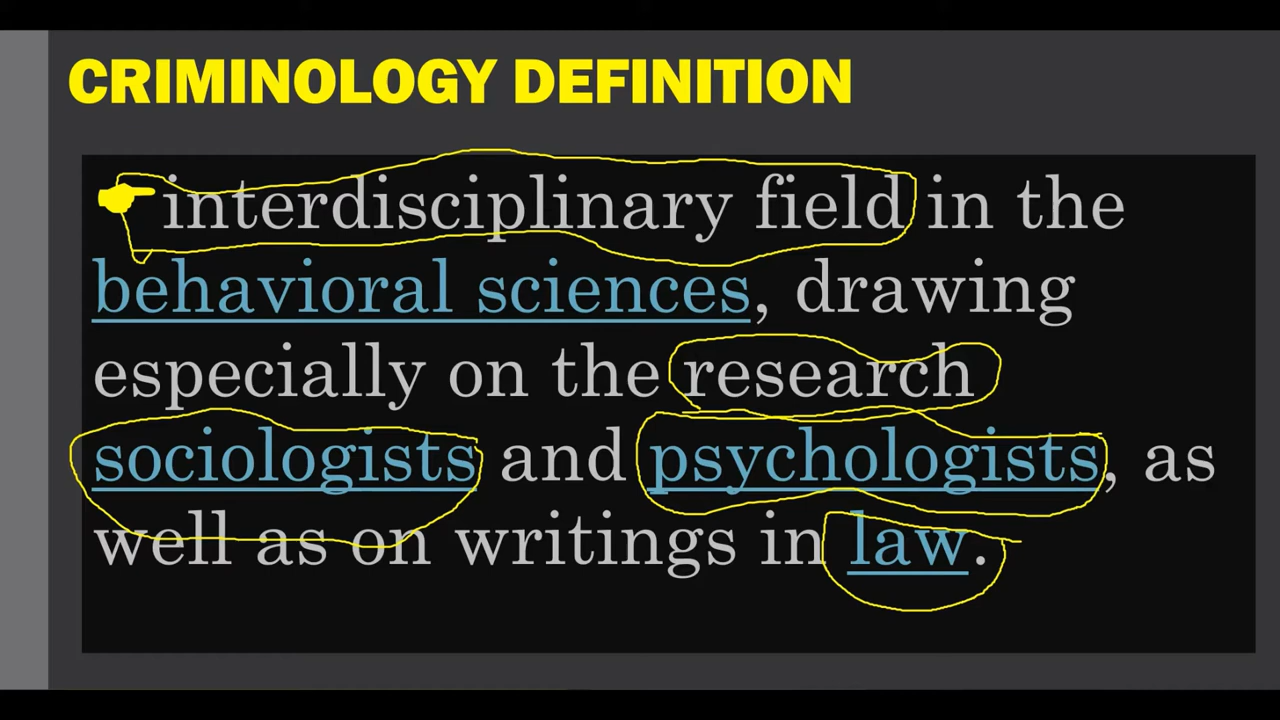 CRIMINOLOGY DEFINITION
interdisciplinary field in the
behavioral sciences, drawing
especially on the research
sociologists and psychologists, as
well as on writings in law.